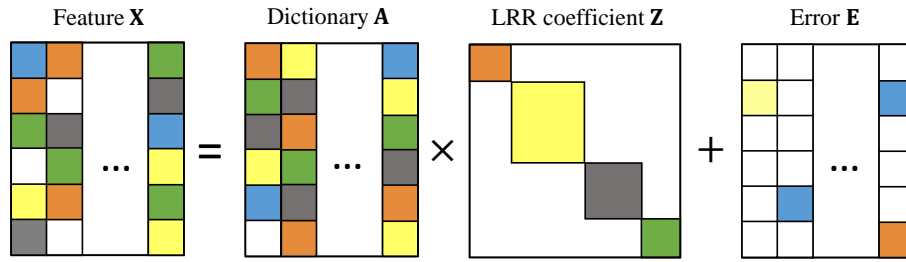 Feature X
Dictionary A
LRR coefficient Z
Error E
...
=
...
×
+
...